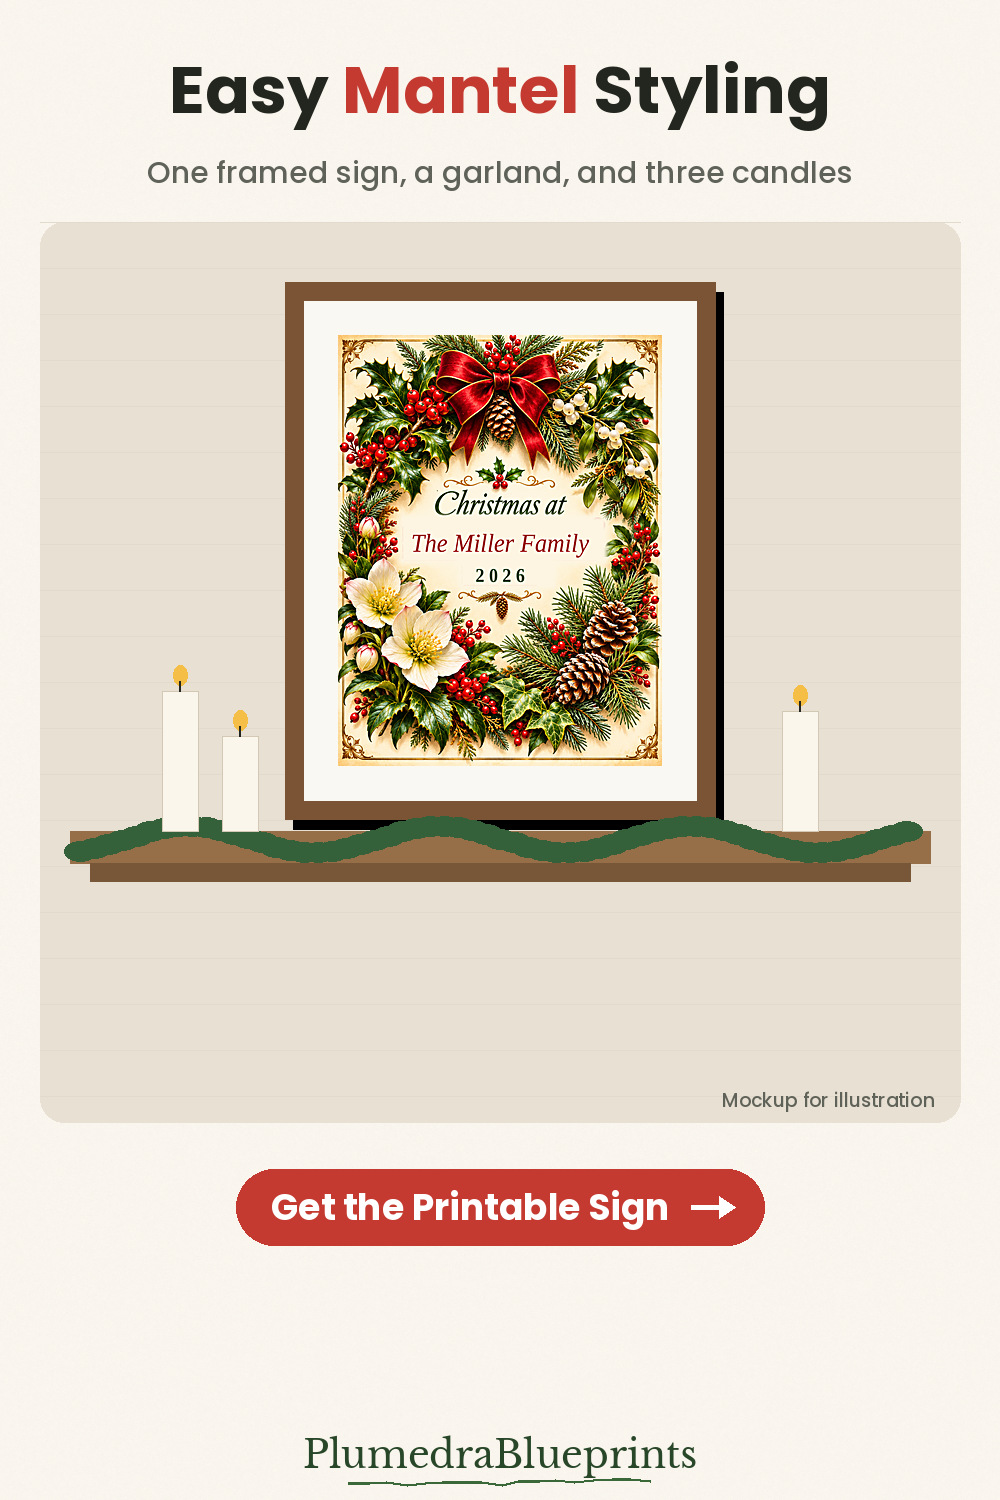 Easy Mantel Styling
One framed sign, a garland, and three candles
Christmas at
The Miller Family
2026
Mockup for illustration
Get the Printable Sign
PlumedraBlueprints